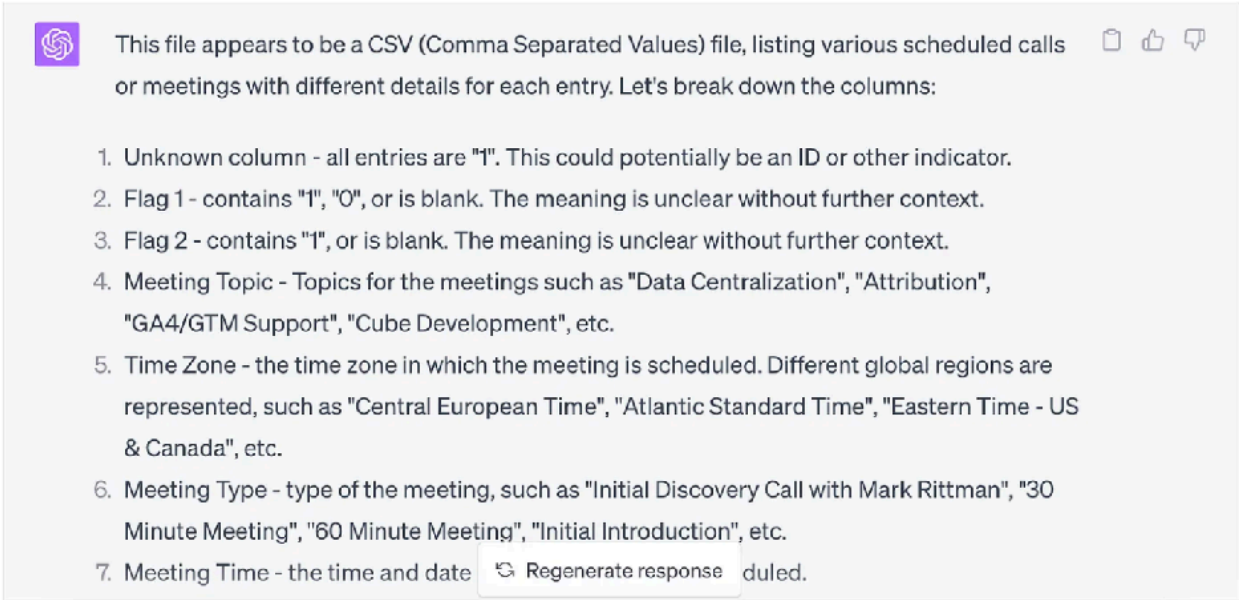 This file appears to be a CSV (Comma Separated Values) file, listing various scheduled calls
or meetings with different details for each entry. Let's break down the columns:
1. Unknown column - all entries are "1". This could potentially be an ID or other indicator.
2. Flag 1 - contains "1", "0", or is blank. The meaning is unclear without further context.
3. Flag 2 - contains "1", or is blank. The meaning is unclear without further context.
4. Meeting Topic - Topics for the meetings such as "Data Centralization", "Attribution",
"GA4/GTM Support", "Cube Development", etc.
5. Time Zone - the time zone in which the meeting is scheduled. Different global regions are
represented, such as "Central European Time", "Atlantic Standard Time", "Eastern Time - US
& Canada", etc.
6. Meeting Type - type of the meeting, such as "Initial Discovery Call with Mark Rittman", "30
Minute Meeting", "60 Minute Meeting", "Initial Introduction", etc.
7. Meeting Time - the time and date Regenerate response duled.